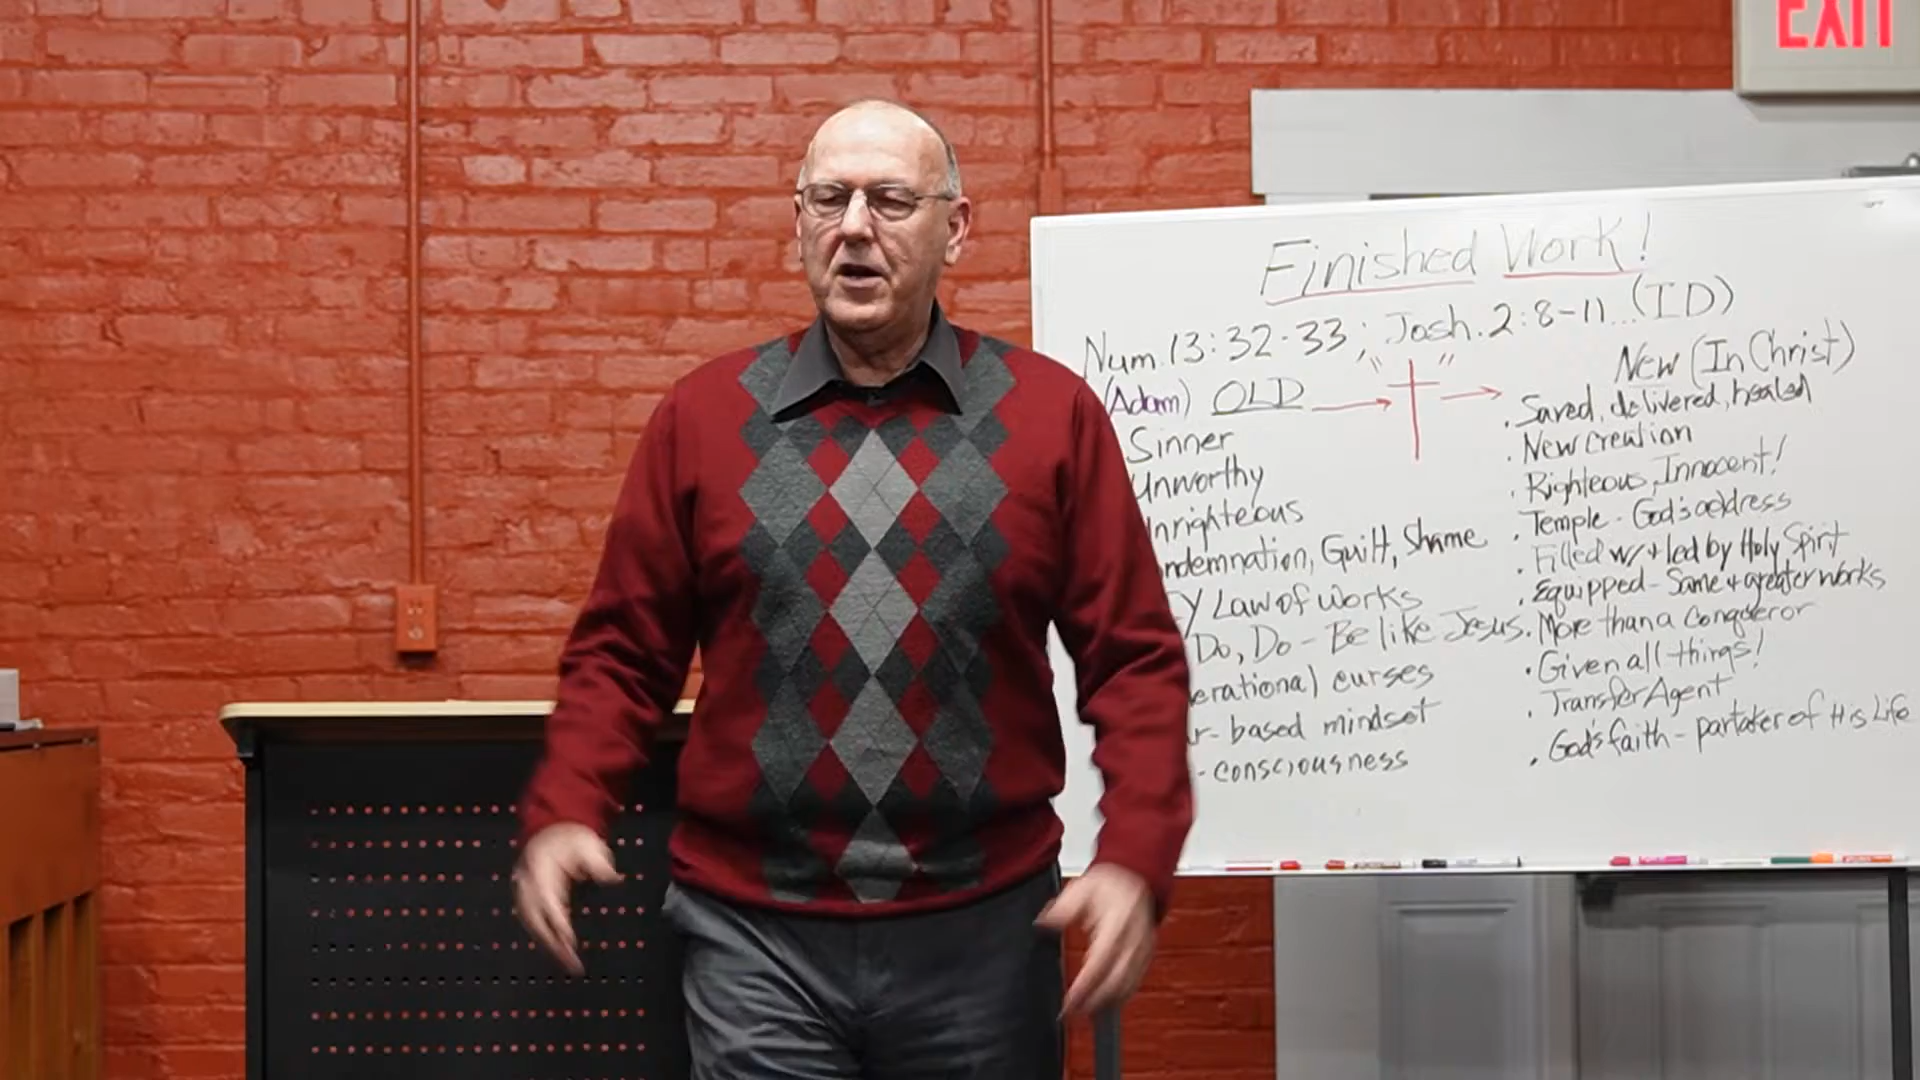 EXIT
Finished Work!
Num. 13:32-33; Josh. 2:8-11...(ID)
(Adam) OLD
Sinner
Unworthy
Unrighteous
ndemnation, Guilt, Shame
y Law of works
Do, Do - Be like Jesus
erational curses
r-based mindset
-consciousness
New (In Christ)
. Saved, delivered, healed
. New creation
. Righteous, Innocent!
. Temple - God's address
. Filled w/ + led by Holy Spirit
. Equipped - Same + greater works
. More than a conqueror
. Given all things!
. Transfer Agent
. God's faith - partaker of His Life